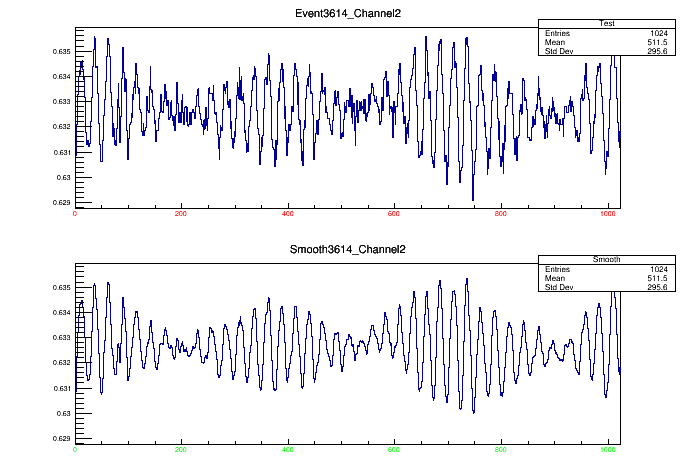 Event3614_Channel2
Test
Entries 1024
Mean 511.5
Std Dev 295.6
0.635
0.634
0.633
0.632
0.631
0.63
0.629
0 200 400 600 800 1000
Smooth3614_Channel2
Smooth
Entries 1024
Mean 511.5
Std Dev 295.6
0.635
0.634
0.633
0.632
0.631
0.63
0.629
0 200 400 600 800 1000